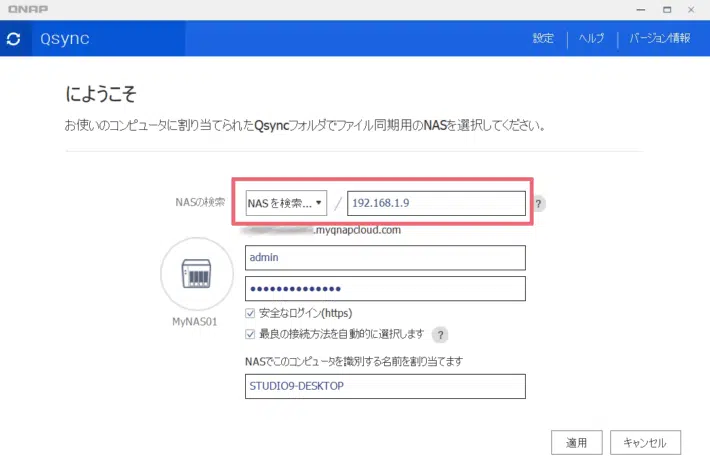 QNAP
Qsync
設定
ヘルプ
バージョン情報
にようこそ
お使いのコンピュータに割り当てられたQsyncフォルダでファイル同期用のNASを選択してください。
NASの検索
NASを検索...
/
192.168.1.9
?
.myqnapcloud.com
admin
••••••••••••••
安全なログイン(https)
最良の接続方法を自動的に選択します
?
MyNAS01
NASでこのコンピュータを識別する名前を割り当てます
STUDIO9-DESKTOP
適用
キャンセル